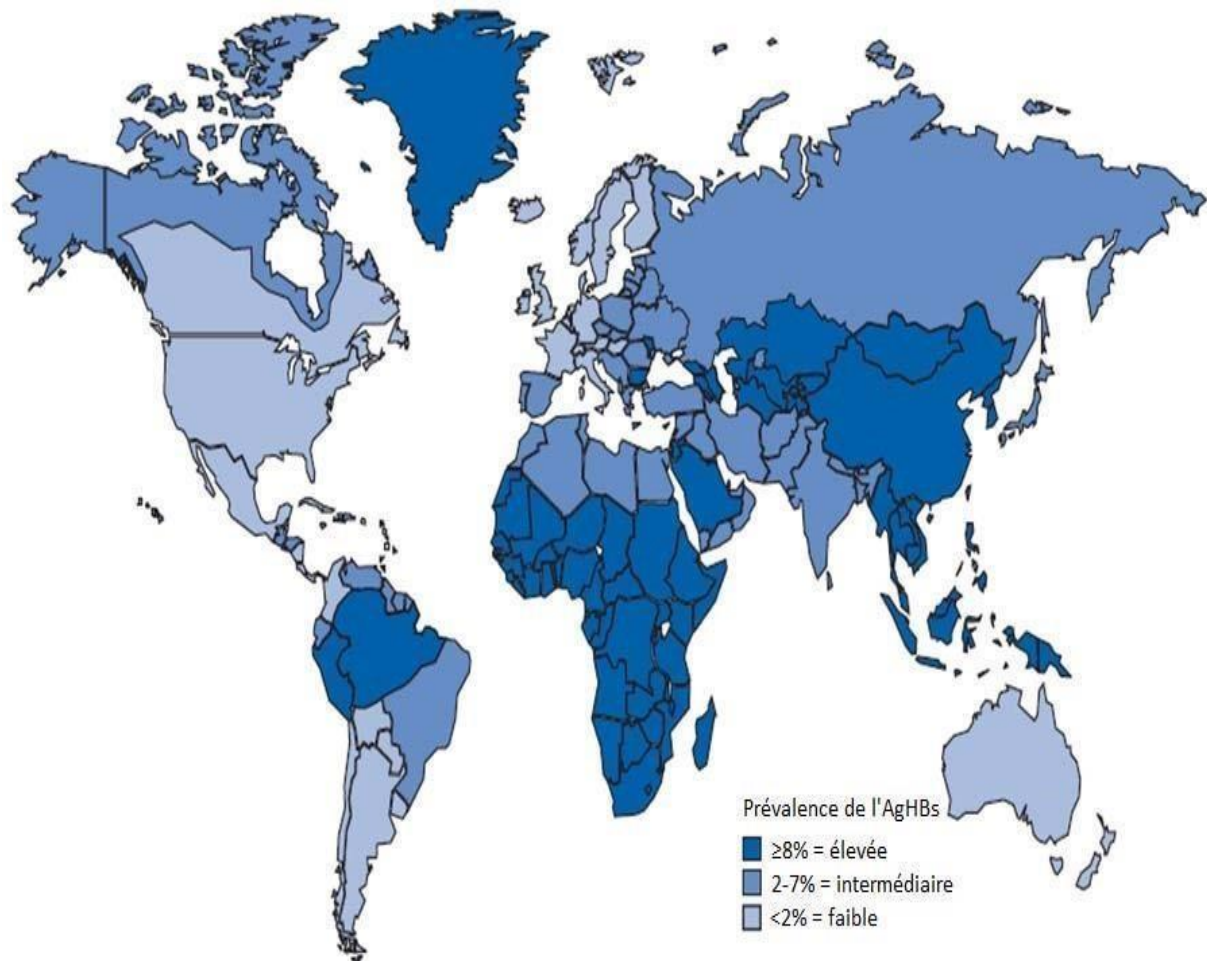 Prévalence de l'AgHBs
≥8% = élevée
2-7% = intermédiaire
<2% = faible